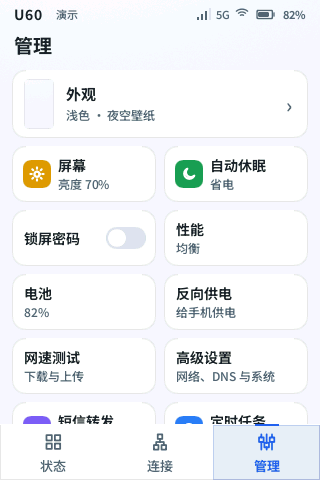 U60 演示 5G 82%
管理
外观
浅色 · 夜空壁纸
屏幕
亮度 70%
自动休眠
省电
锁屏密码
性能
均衡
电池
82%
反向供电
给手机供电
网速测试
下载与上传
高级设置
网络、DNS 与系统
短信转发
定时任务
状态
连接
管理